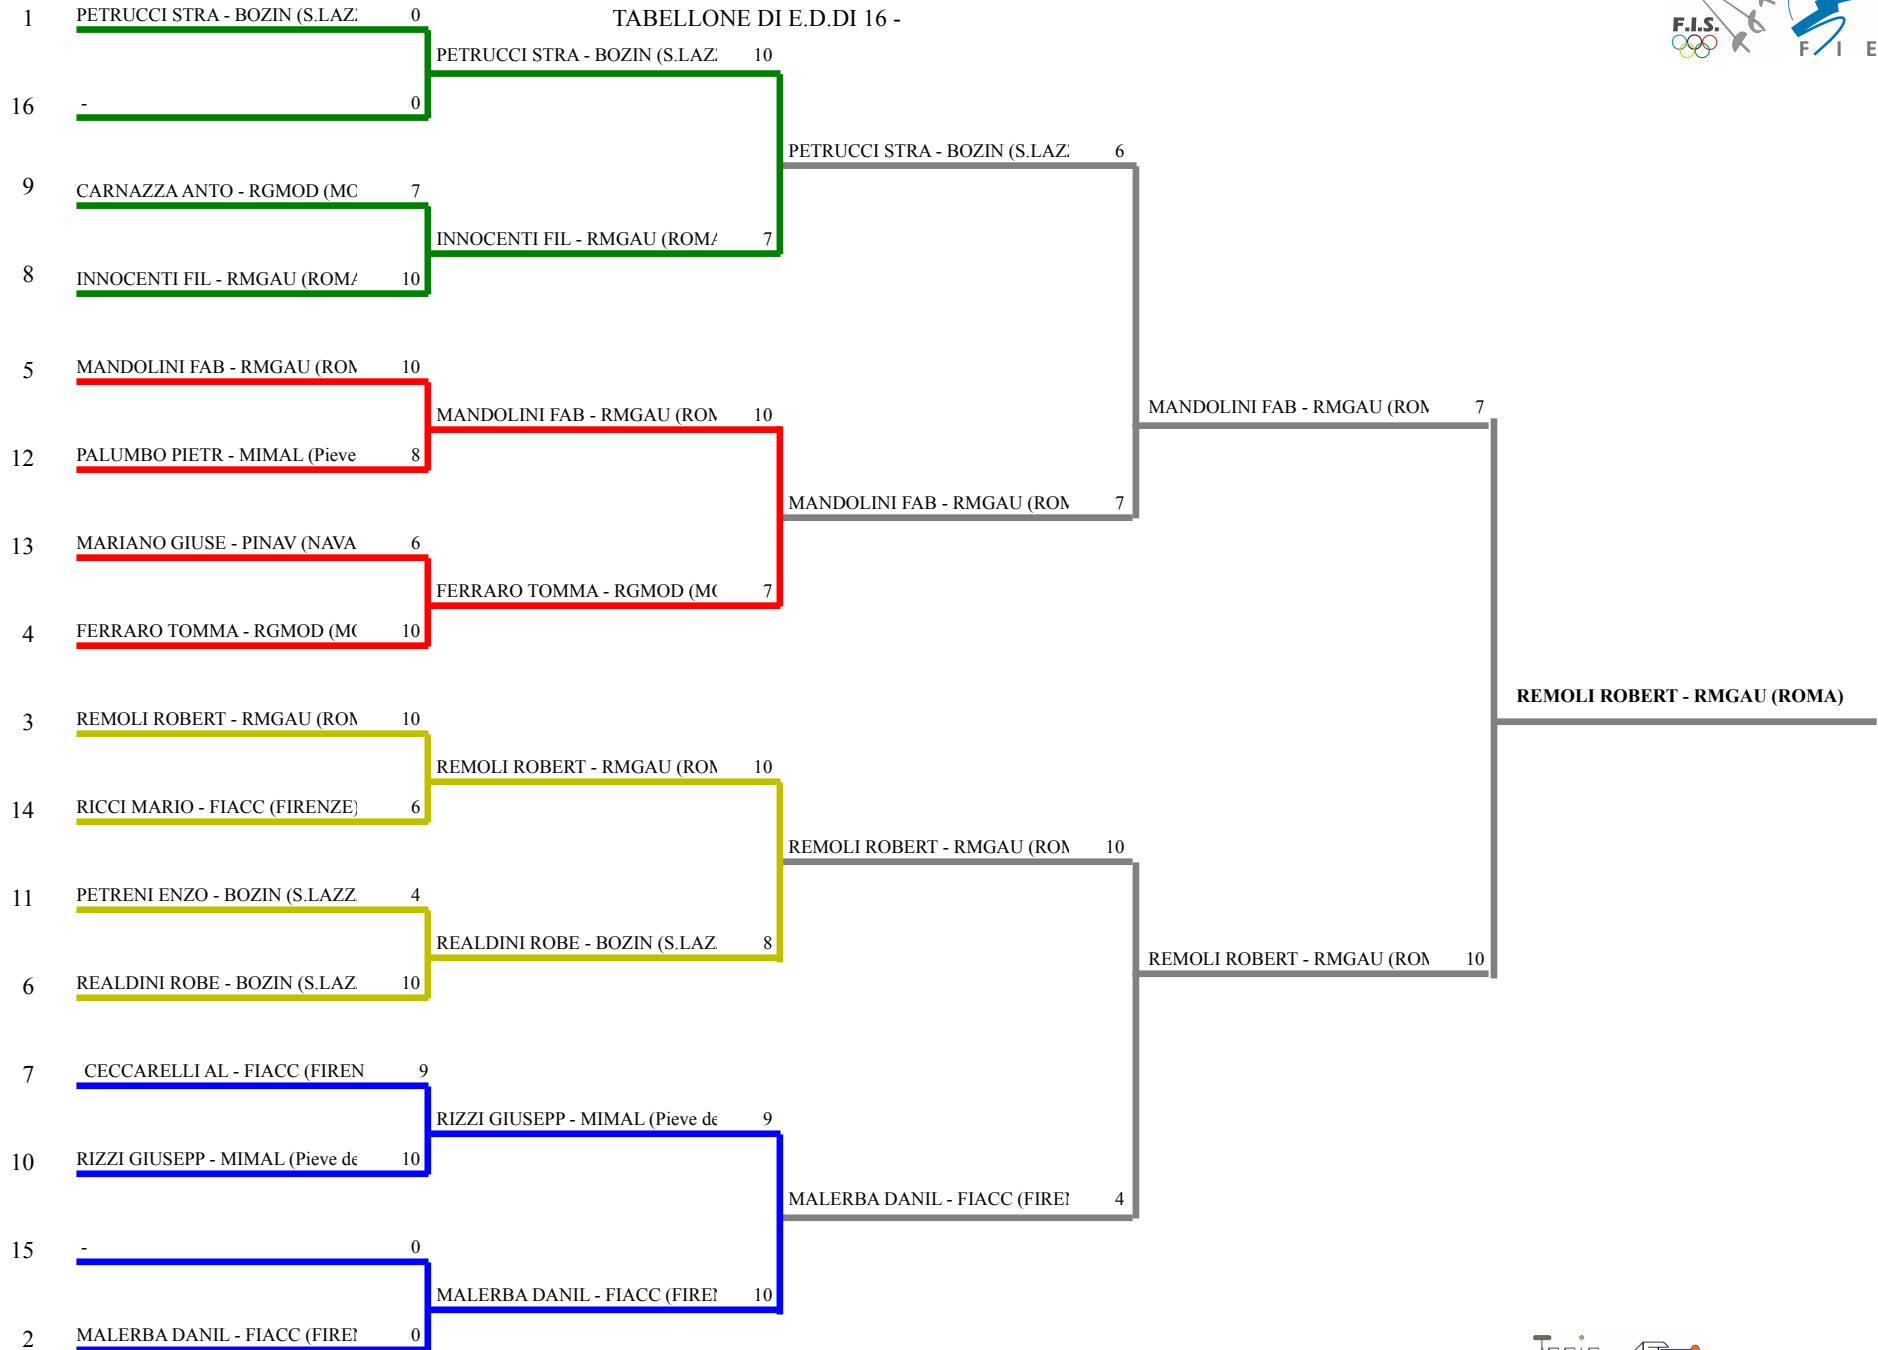 TABELLONE DI E.D.DI 16 -
F.I.S.
F I E
1 PETRUCCI STRA - BOZIN (S.LAZ 0
PETRUCCI STRA - BOZIN (S.LAZ 10
16 - 0
PETRUCCI STRA - BOZIN (S.LAZ 6
9 CARNAZZA ANTO - RGMOD (MO 7
INNOCENTI FIL - RMGAU (ROMA 7
8 INNOCENTI FIL - RMGAU (ROMA 10
5 MANDOLINI FAB - RMGAU (ROM 10
MANDOLINI FAB - RMGAU (ROM 10
MANDOLINI FAB - RMGAU (ROM 7
12 PALUMBO PIETR - MIMAL (Pieve 8
MANDOLINI FAB - RMGAU (ROM 7
13 MARIANO GIUSE - PINAV (NAVA 6
FERRARO TOMMA - RGMOD (MO 7
4 FERRARO TOMMA - RGMOD (MO 10
REMOLI ROBERT - RMGAU (ROMA)
3 REMOLI ROBERT - RMGAU (ROM 10
REMOLI ROBERT - RMGAU (ROM 10
14 RICCI MARIO - FIACC (FIRENZE) 6
REMOLI ROBERT - RMGAU (ROM 10
11 PETRENI ENZO - BOZIN (S.LAZZ 4
REALDINI ROBE - BOZIN (S.LAZ 8
REMOLI ROBERT - RMGAU (ROM 10
6 REALDINI ROBE - BOZIN (S.LAZ 10
7 CECCARELLI AL - FIACC (FIREN 9
RIZZI GIUSEPP - MIMAL (Pieve de 9
10 RIZZI GIUSEPP - MIMAL (Pieve de 10
MALERBA DANIL - FIACC (FIREN 4
15 - 0
MALERBA DANIL - FIACC (FIREN 10
2 MALERBA DANIL - FIACC (FIREN 0